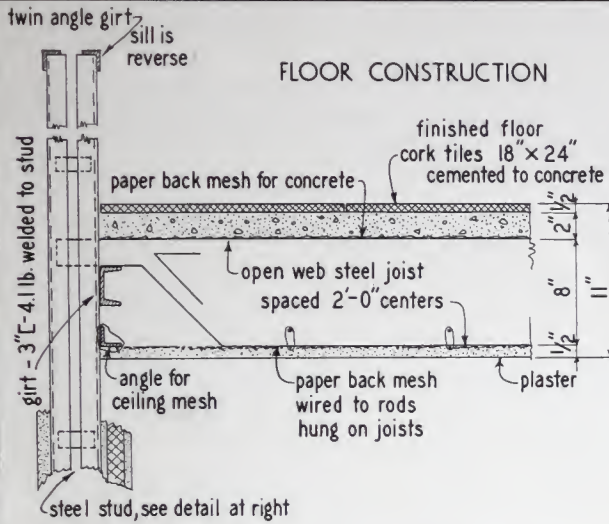 twin angle girt
sill is
reverse
FLOOR CONSTRUCTION
finished floor
cork tiles 18" × 24"
cemented to concrete
paper back mesh for concrete
open web steel joist
spaced 2'-0" centers
girt - 3"[-4.1 lb. welded to stud
1/2"
2"
8"
1/2"
11"
angle for
ceiling mesh
paper back mesh
wired to rods
hung on joists
plaster
steel stud, see detail at right